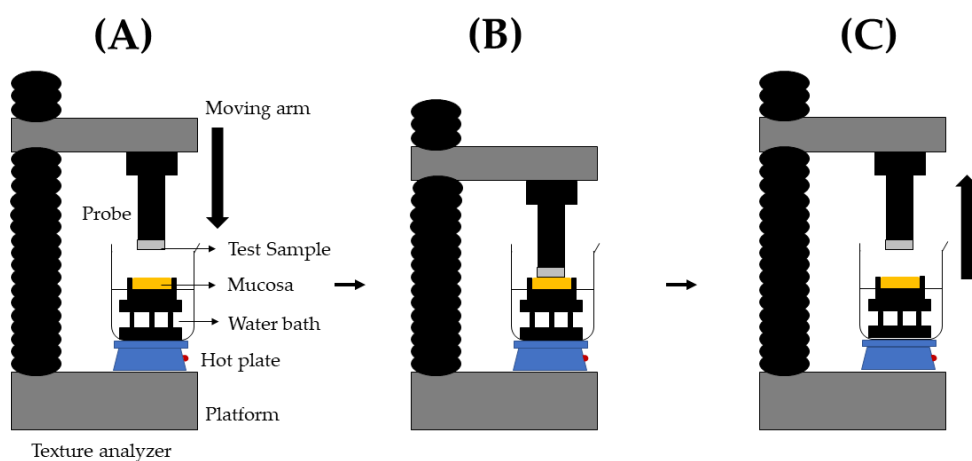 (A)
(B)
(C)
Moving arm
Probe
Test Sample
Mucosa
Water bath
Hot plate
Platform
Texture analyzer